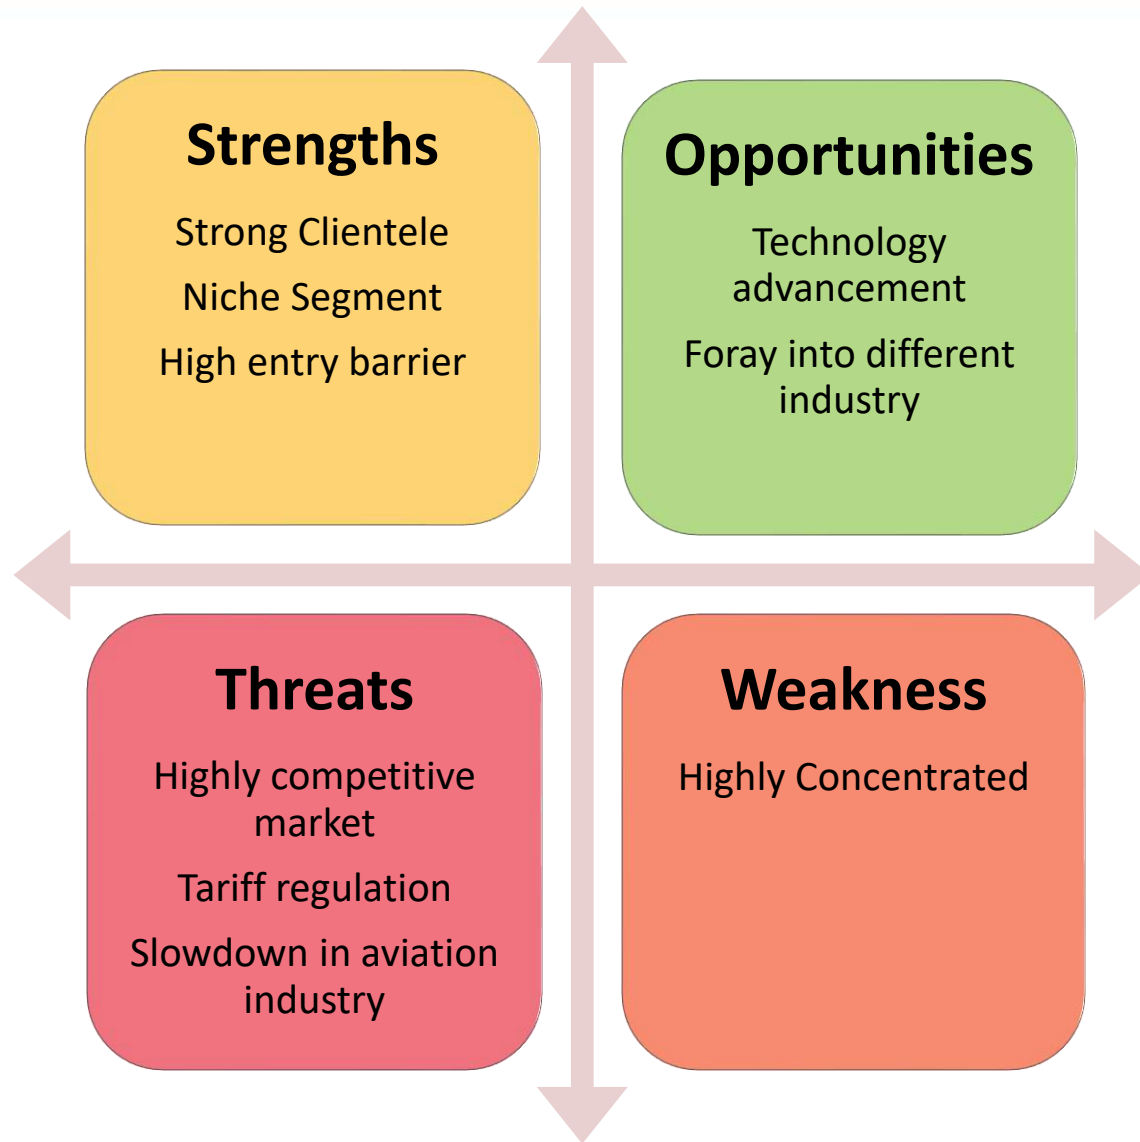 Strengths
Strong Clientele
Niche Segment
High entry barrier
Opportunities
Technology
advancement
Foray into different
industry
Threats
Highly competitive
market
Tariff regulation
Slowdown in aviation
industry
Weakness
Highly Concentrated